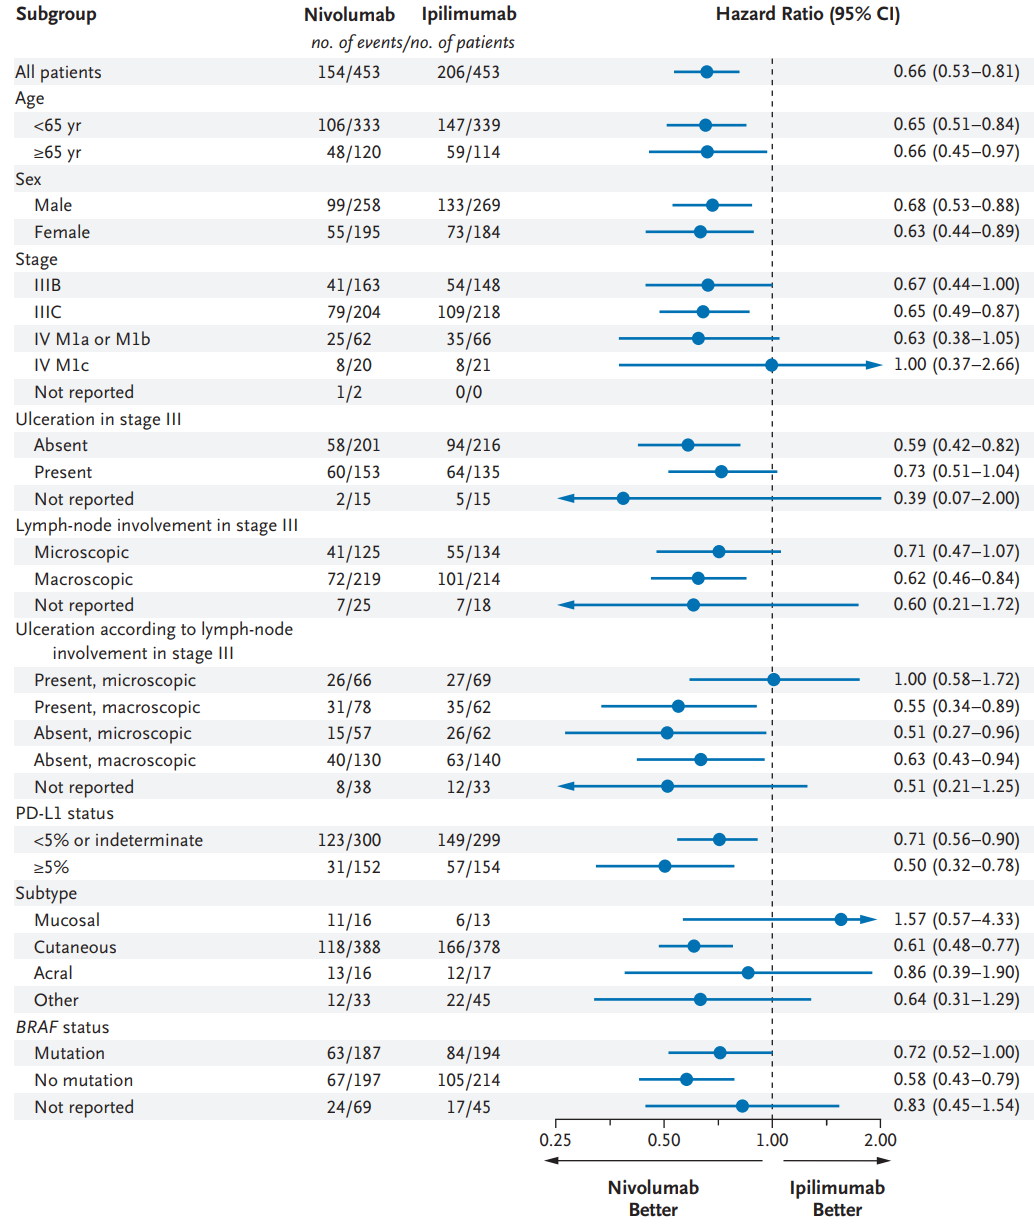 Subgroup Nivolumab Ipilimumab Hazard Ratio (95% CI)
no. of events/no. of patients
All patients 154/453 206/453 0.66 (0.53–0.81)
Age
<65 yr 106/333 147/339 0.65 (0.51–0.84)
≥65 yr 48/120 59/114 0.66 (0.45–0.97)
Sex
Male 99/258 133/269 0.68 (0.53–0.88)
Female 55/195 73/184 0.63 (0.44–0.89)
Stage
IIIB 41/163 54/148 0.67 (0.44–1.00)
IIIC 79/204 109/218 0.65 (0.49–0.87)
IV M1a or M1b 25/62 35/66 0.63 (0.38–1.05)
IV M1c 8/20 8/21 1.00 (0.37–2.66)
Not reported 1/2 0/0
Ulceration in stage III
Absent 58/201 94/216 0.59 (0.42–0.82)
Present 60/153 64/135 0.73 (0.51–1.04)
Not reported 2/15 5/15 0.39 (0.07–2.00)
Lymph-node involvement in stage III
Microscopic 41/125 55/134 0.71 (0.47–1.07)
Macroscopic 72/219 101/214 0.62 (0.46–0.84)
Not reported 7/25 7/18 0.60 (0.21–1.72)
Ulceration according to lymph-node
involvement in stage III
Present, microscopic 26/66 27/69 1.00 (0.58–1.72)
Present, macroscopic 31/78 35/62 0.55 (0.34–0.89)
Absent, microscopic 15/57 26/62 0.51 (0.27–0.96)
Absent, macroscopic 40/130 63/140 0.63 (0.43–0.94)
Not reported 8/38 12/33 0.51 (0.21–1.25)
PD-L1 status
<5% or indeterminate 123/300 149/299 0.71 (0.56–0.90)
≥5% 31/152 57/154 0.50 (0.32–0.78)
Subtype
Mucosal 11/16 6/13 1.57 (0.57–4.33)
Cutaneous 118/388 166/378 0.61 (0.48–0.77)
Acral 13/16 12/17 0.86 (0.39–1.90)
Other 12/33 22/45 0.64 (0.31–1.29)
BRAF status
Mutation 63/187 84/194 0.72 (0.52–1.00)
No mutation 67/197 105/214 0.58 (0.43–0.79)
Not reported 24/69 17/45 0.83 (0.45–1.54)
0.25 0.50 1.00 2.00
Nivolumab Ipilimumab
Better Better